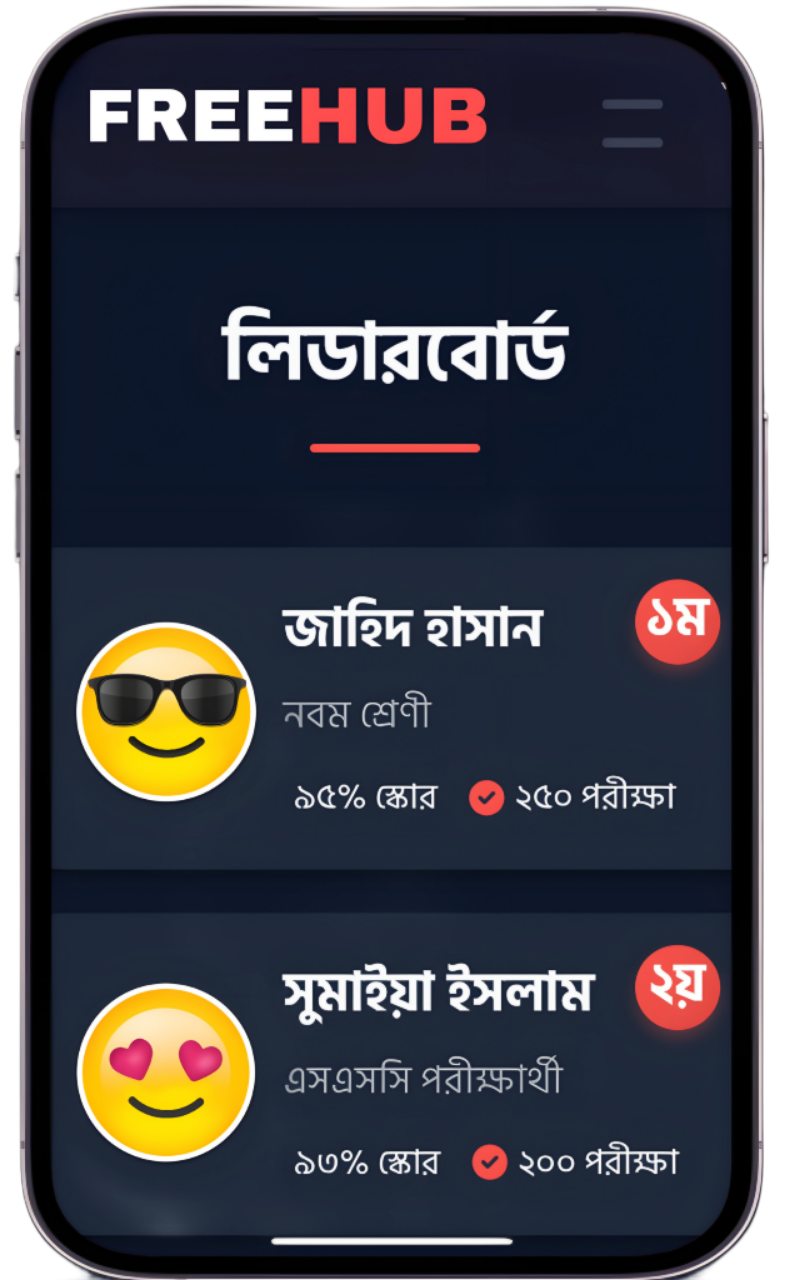 FREEHUB
লিডারবোর্ড
জাহিদ হাসান
১ম
নবম শ্রেণী
৯৫% স্কোর ২৫০ পরীক্ষা
সুমাইয়া ইসলাম
২য়
এসএসসি পরীক্ষার্থী
৯৩% স্কোর ২০০ পরীক্ষা